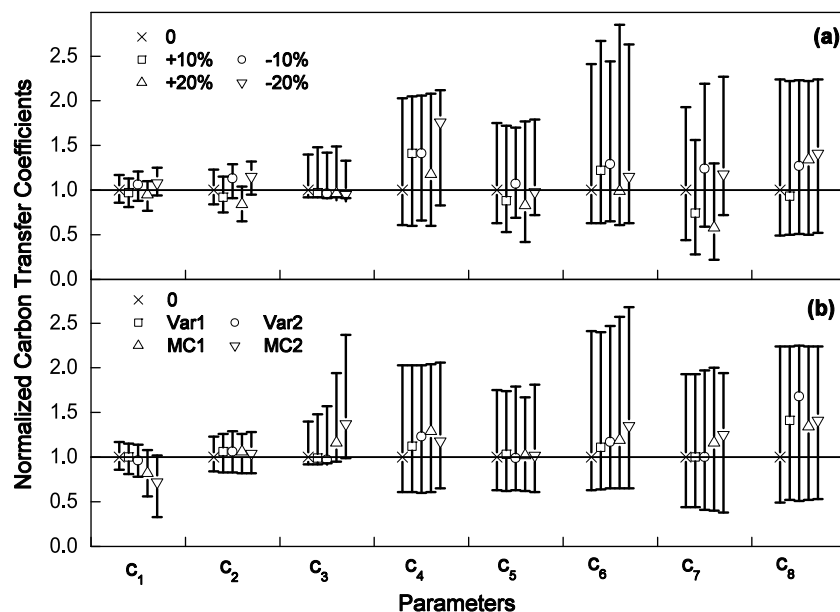 (a)
0
+10% -10%
+20% -20%
2.5
2.0
1.5
1.0
0.5
0.0
Normalized Carbon Transfer Coefficients
(b)
0
Var1 Var2
MC1 MC2
2.5
2.0
1.5
1.0
0.5
0.0
C1 C2 C3 C4 C5 C6 C7 C8
Parameters